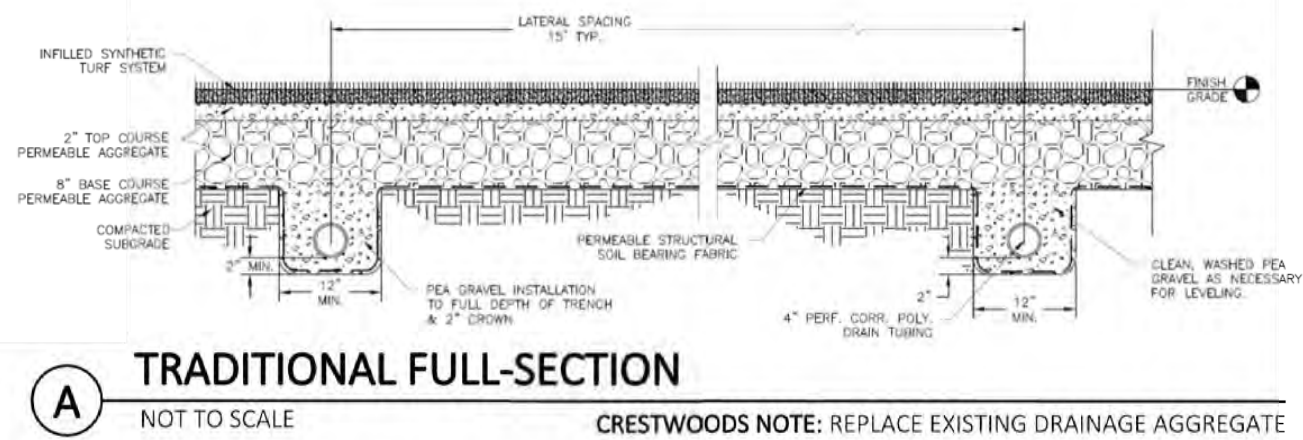 LATERAL SPACING
15' TYP.
INFILLED SYNTHETIC
TURF SYSTEM
FINISH
GRADE
2" TOP COURSE
PERMEABLE AGGREGATE
8" BASE COURSE
PERMEABLE AGGREGATE
COMPACTED
SUBGRADE
2" MIN.
12"
MIN.
PEA GRAVEL INSTALLATION
TO FULL DEPTH OF TRENCH
& 2" CROWN
PERMEABLE STRUCTURAL
SOIL BEARING FABRIC
4" PERF. CORR. POLY.
DRAIN TUBING
2"
12"
MIN.
CLEAN, WASHED PEA
GRAVEL AS NECESSARY
FOR LEVELING.
A
TRADITIONAL FULL-SECTION
NOT TO SCALE
CRESTWOODS NOTE: REPLACE EXISTING DRAINAGE AGGREGATE